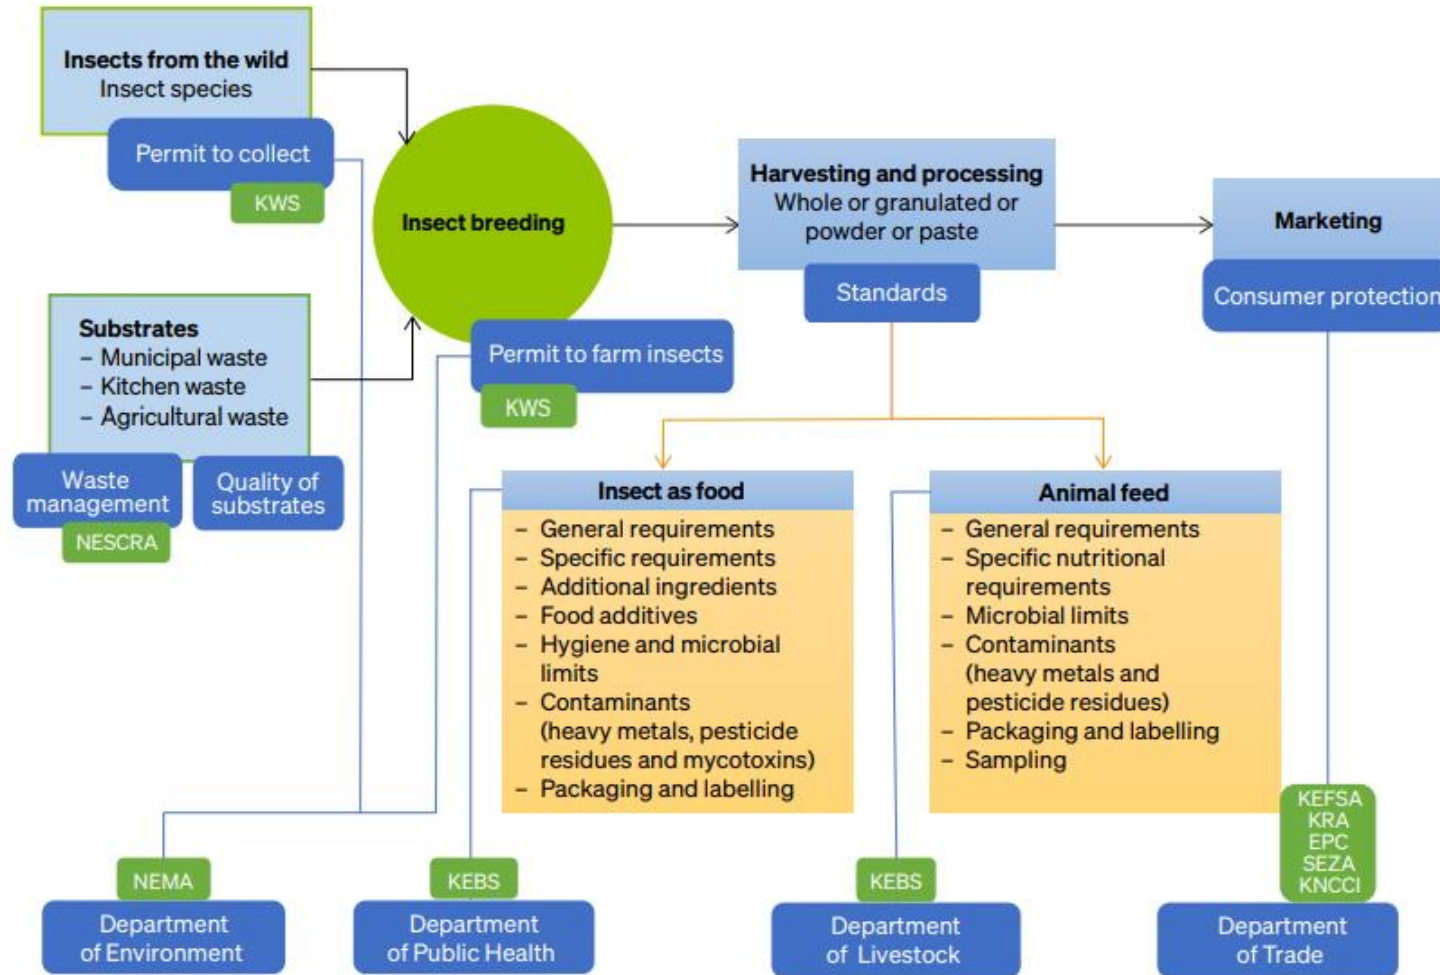 Insects from the wild
Insect species
Permit to collect
KWS
Substrates
– Municipal waste
– Kitchen waste
– Agricultural waste
Waste
management
NESCRA
Quality of
substrates
Insect breeding
Permit to farm insects
KWS
Harvesting and processing
Whole or granulated or
powder or paste
Standards
Marketing
Consumer protection
Insect as food
– General requirements
– Specific requirements
– Additional ingredients
– Food additives
– Hygiene and microbial
limits
– Contaminants
(heavy metals, pesticide
residues and mycotoxins)
– Packaging and labelling
Animal feed
– General requirements
– Specific nutritional
requirements
– Microbial limits
– Contaminants
(heavy metals and
pesticide residues)
– Packaging and labelling
– Sampling
NEMA
Department
of Environment
KEBS
Department
of Public Health
KEBS
Department
of Livestock
KEFSA
KRA
EPC
SEZA
KNCCI
Department
of Trade